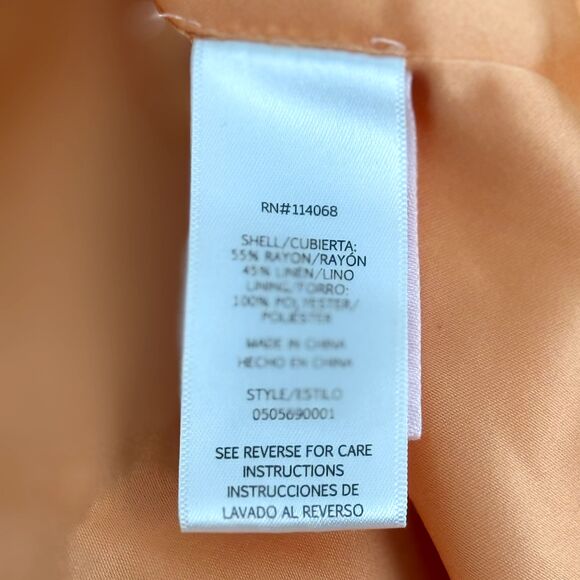 RN#114068
SHELL/CUBIERTA:
55% RAYON/RAYÓN
45% LINEN/LINO
LINING/FORRO:
100% POLYESTER/
POLIÉSTER
MADE IN CHINA
HECHO EN CHINA
STYLE/ESTILO
0505690001
SEE REVERSE FOR CARE
INSTRUCTIONS
INSTRUCCIONES DE
LAVADO AL REVERSO